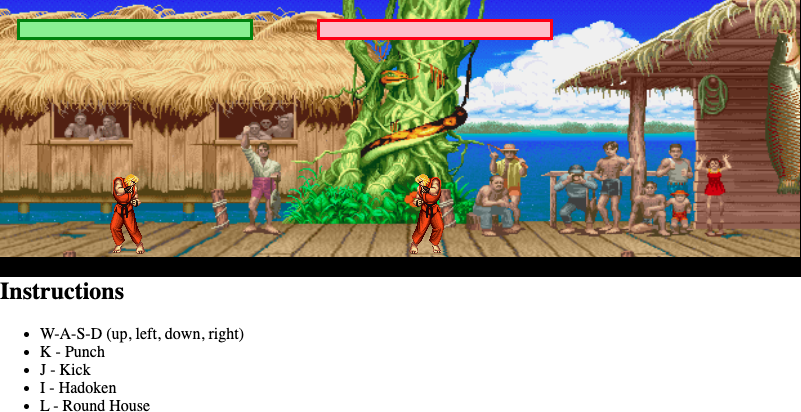 Instructions
W-A-S-D (up, left, down, right)
K - Punch
J - Kick
I - Hadoken
L - Round House